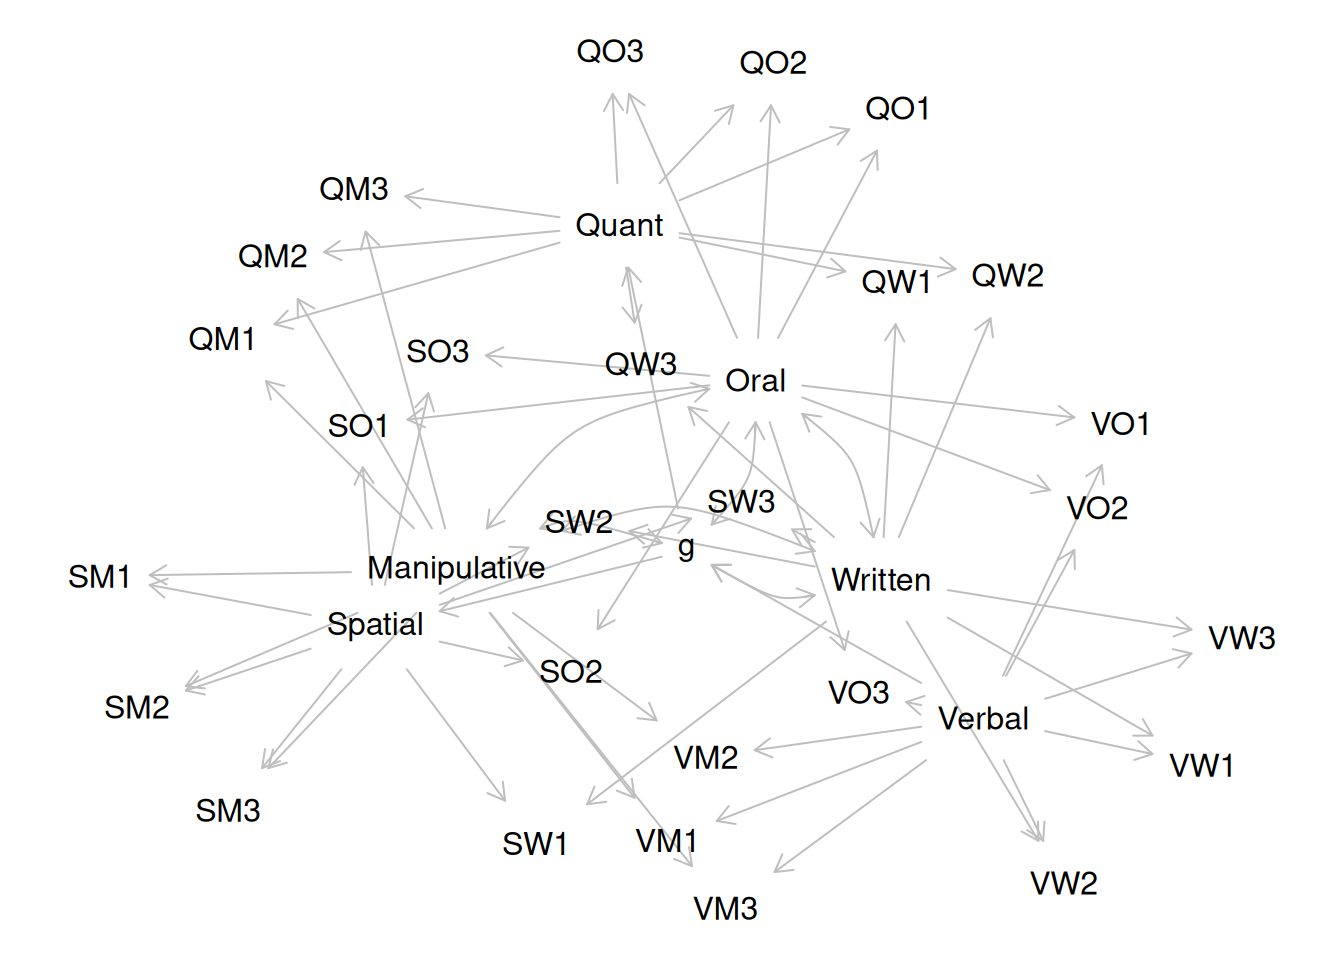 QO3
QO2
QO1
QM3
Quant
QM2
QW1
QW2
QM1
SO3
QW3
Oral
SO1
VO1
SW3
VO2
SW2
g
Manipulative
SM1
Written
Spatial
VW3
SO2
VO3
SM2
Verbal
VM2
VW1
SM3
SW1
VM1
VW2
VM3